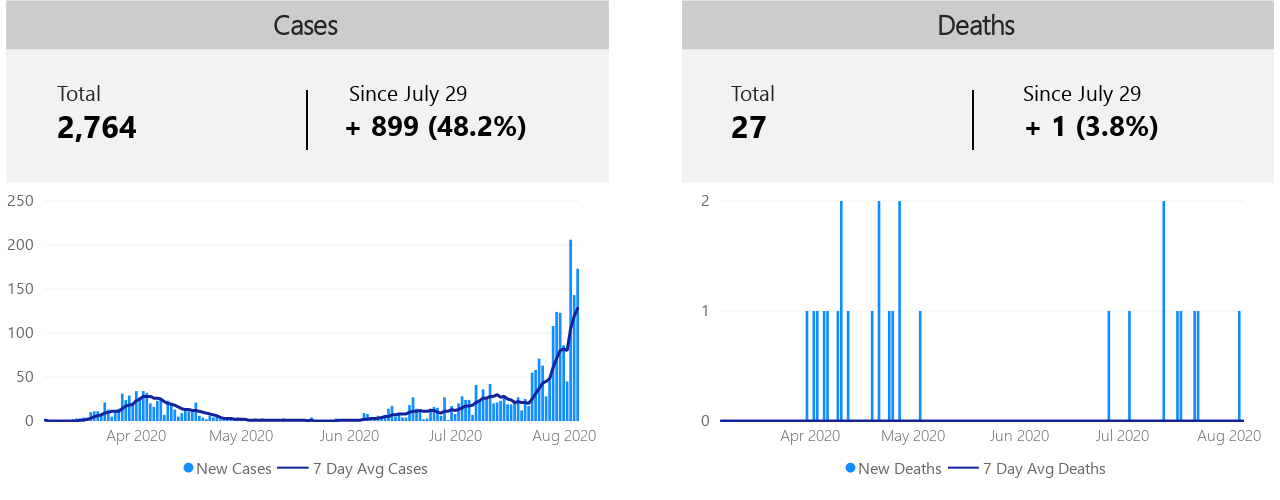 Cases
Total
2,764
Since July 29
+ 899 (48.2%)
250
200
150
100
50
0
Apr 2020 May 2020 Jun 2020 Jul 2020 Aug 2020
New Cases 7 Day Avg Cases
Deaths
Total
27
Since July 29
+ 1 (3.8%)
2
1
0
Apr 2020 May 2020 Jun 2020 Jul 2020 Aug 2020
New Deaths 7 Day Avg Deaths